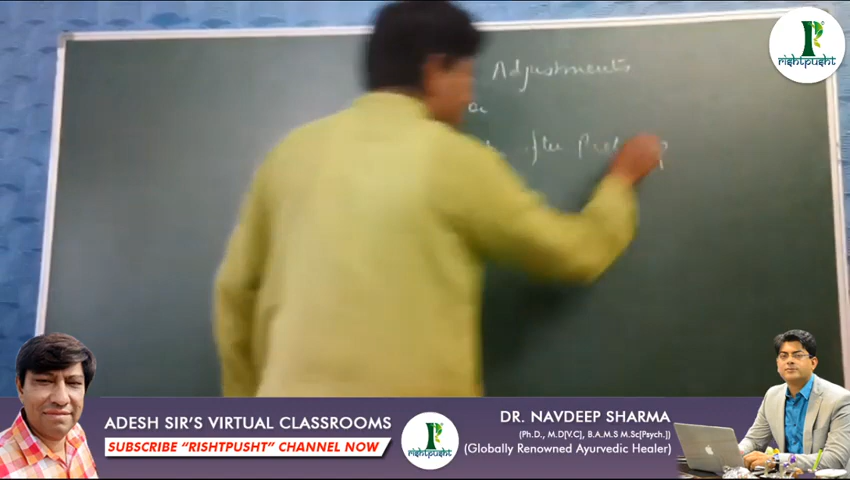 Adjustments
a
the
rishtpusht
ADESH SIR'S VIRTUAL CLASSROOMS
SUBSCRIBE "RISHTPUSHT" CHANNEL NOW
rishtpusht
DR. NAVDEEP SHARMA
(Ph.D., M.D[V.C], B.A.M.S M.Sc[Psych.])
(Globally Renowned Ayurvedic Healer)